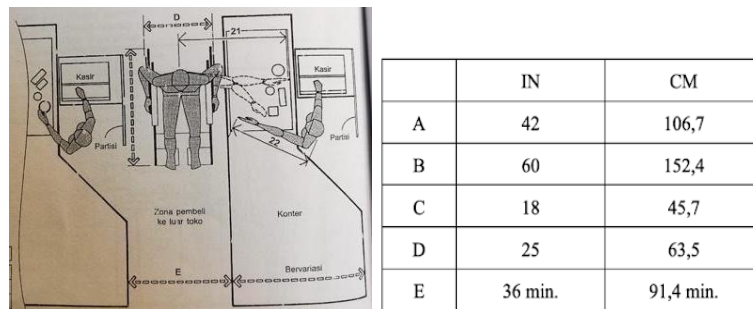 D
21
Kasir
Kasir
Partisi
22
Partisi
Zona pembeli
ke luar toko
Konter
E
Bervariasi
IN CM
A 42 106,7
B 60 152,4
C 18 45,7
D 25 63,5
E 36 min. 91,4 min.